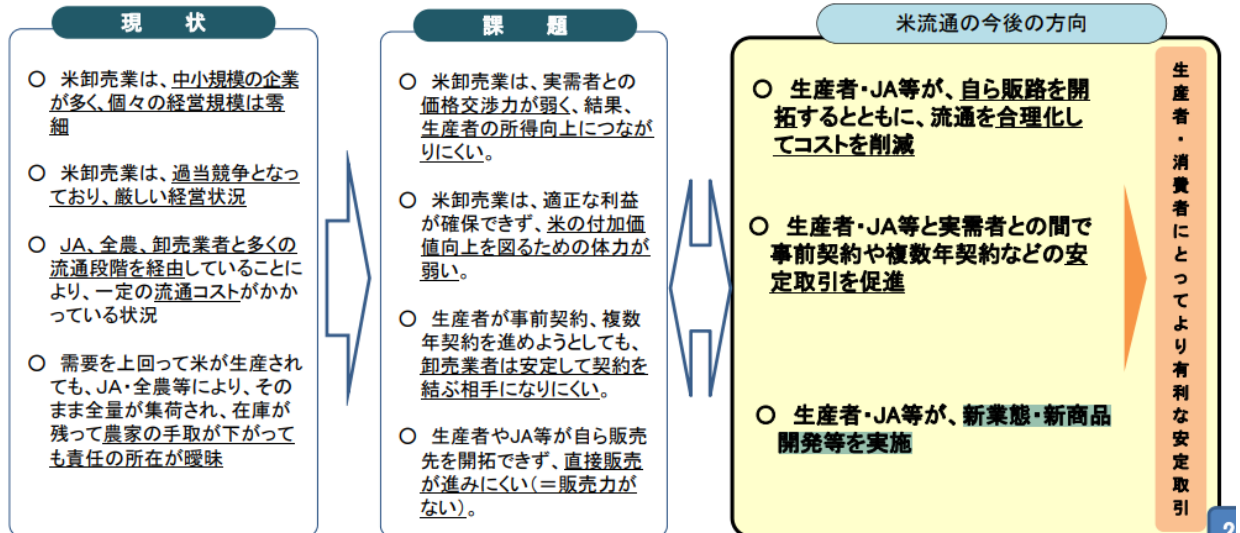 現　状
○　米卸売業は、中小規模の企業
が多く、個々の経営規模は零
細
○　米卸売業は、過当競争となっ
ており、厳しい経営状況
○　JA、全農、卸売業者と多くの
流通段階を経由していることに
より、一定の流通コストがかか
っている状況
○　需要を上回って米が生産され
ても、JA・全農等により、その
まま全量が集荷され、在庫が
残って農家の手取が下がって
も責任の所在が曖昧
課　題
○　米卸売業は、実需者との
価格交渉力が弱く、結果、
生産者の所得向上につなが
りにくい。
○　米卸売業は、適正な利益
が確保できず、米の付加価
値向上を図るための体力が
弱い。
○　生産者が事前契約、複数
年契約を進めようとしても、
卸売業者は安定して契約を
結ぶ相手になりにくい。
○　生産者やJA等が自ら販売
先を開拓できず、直接販売
が進みにくい(＝販売力が
ない)。
米流通の今後の方向
○　生産者・JA等が、自ら販路を開
拓するとともに、流通を合理化し
てコストを削減
○　生産者・JA等と実需者との間で
事前契約や複数年契約などの安
定取引を促進
○　生産者・JA等が、新業態・新商品
開発等を実施
生産者・消費者にとってより有利な安定取引
2